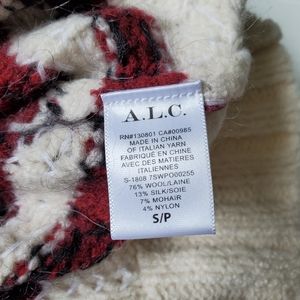 A.L.C.
RN#130801 CA#00985
MADE IN CHINA
OF ITALIAN YARN
FABRIQUÉ EN CHINE
AVEC DES MATIERES
ITALIENNES
S-1808 7SWPO00255
76% WOOL/LAINE
13% SILK/SOIE
7% MOHAIR
4% NYLON
S/P